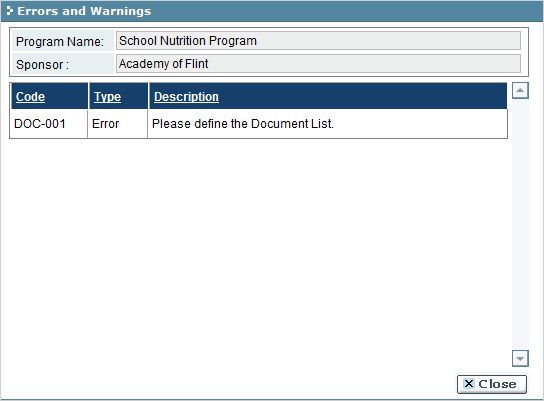 Errors and Warnings
Program Name: School Nutrition Program
Sponsor : Academy of Flint
Code Type Description
DOC-001 Error Please define the Document List.
Close